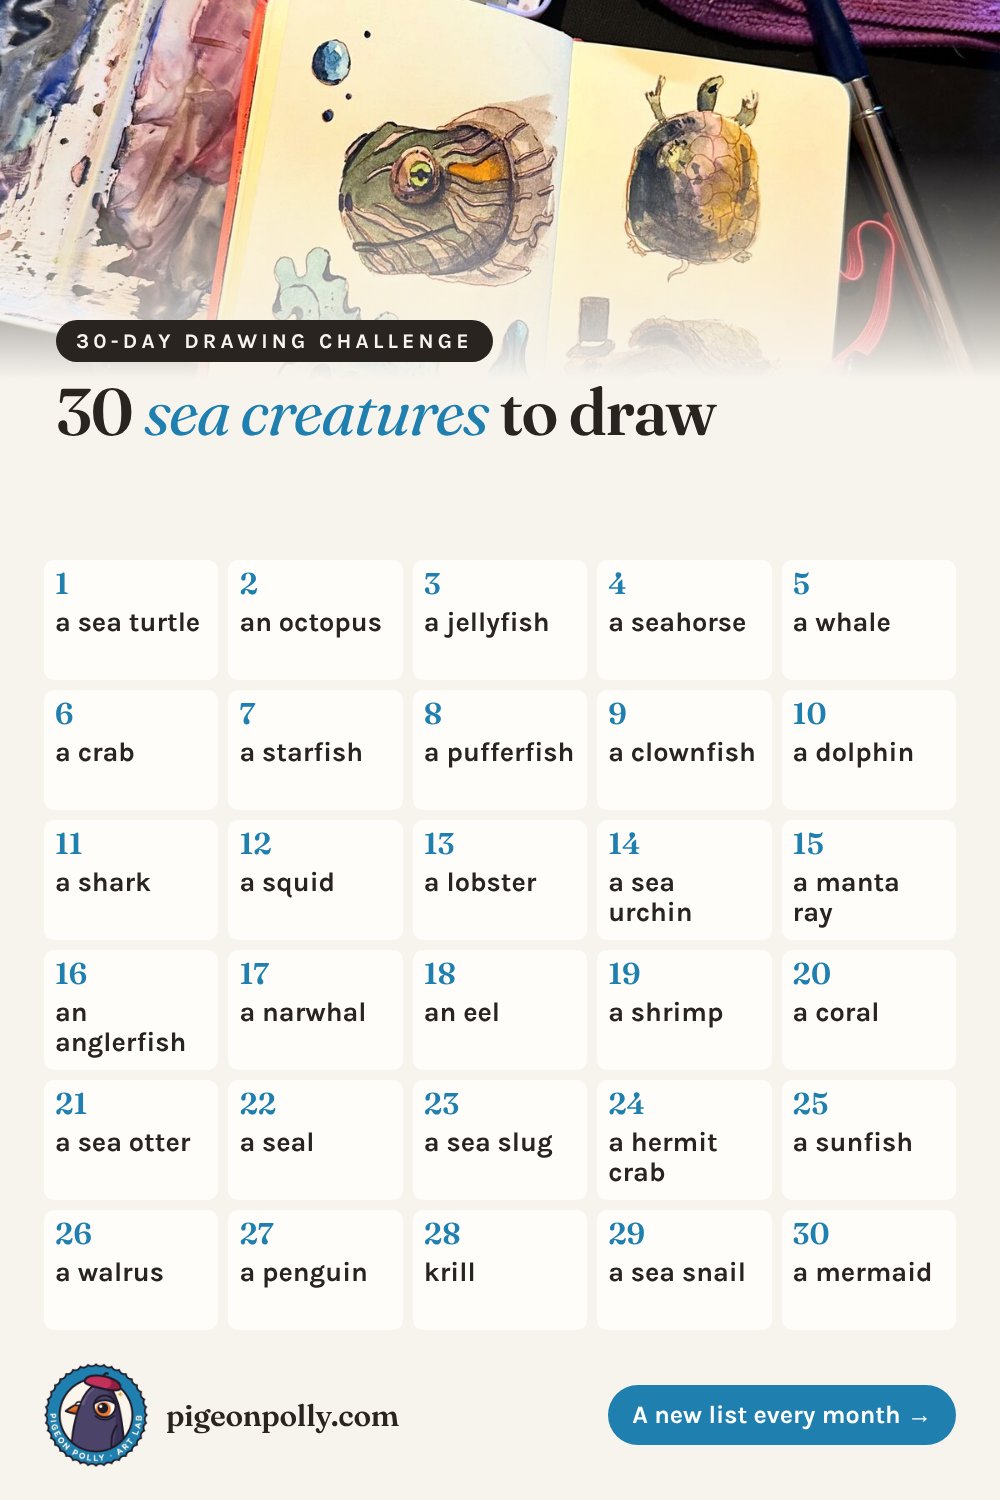 30-DAY DRAWING CHALLENGE
30 sea creatures to draw
1
a sea turtle
2
an octopus
3
a jellyfish
4
a seahorse
5
a whale
6
a crab
7
a starfish
8
a pufferfish
9
a clownfish
10
a dolphin
11
a shark
12
a squid
13
a lobster
14
a sea
urchin
15
a manta
ray
16
an
anglerfish
17
a narwhal
18
an eel
19
a shrimp
20
a coral
21
a sea otter
22
a seal
23
a sea slug
24
a hermit
crab
25
a sunfish
26
a walrus
27
a penguin
28
krill
29
a sea snail
30
a mermaid
PIGEON POLLY · ART LAB
pigeonpolly.com
A new list every month →